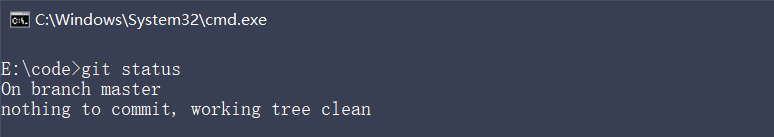 C:\Windows\System32\cmd.exe
E:\code>git status
On branch master
nothing to commit, working tree clean